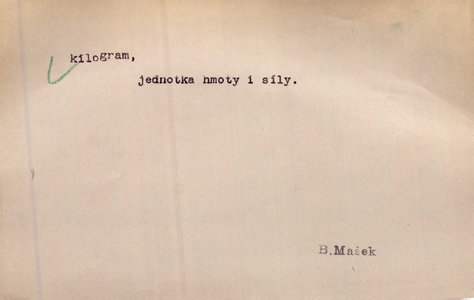 kilogram,
jednotka hmoty i síly.
B.Mašek